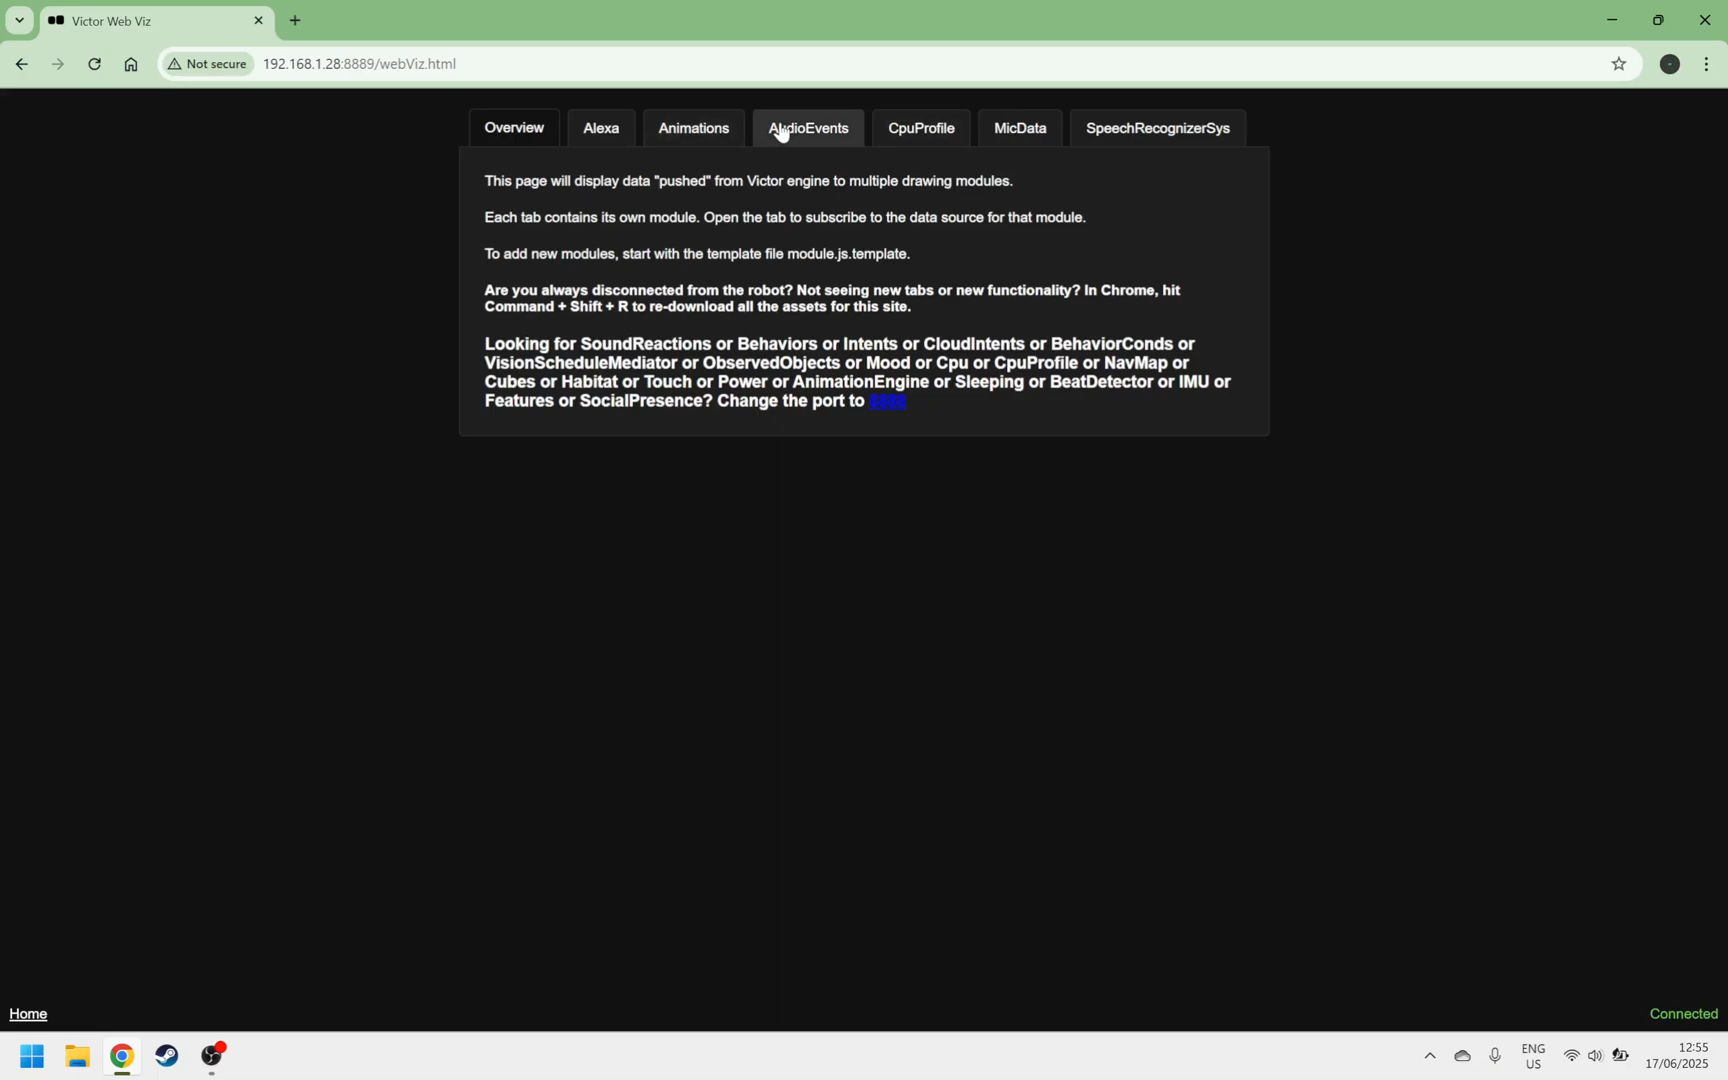 Victor Web Viz
Not secure
192.168.1.28:8889/webViz.html
Overview
Alexa
Animations
AudioEvents
CpuProfile
MicData
SpeechRecognizerSys
This page will display data "pushed" from Victor engine to multiple drawing modules.
Each tab contains its own module. Open the tab to subscribe to the data source for that module.
To add new modules, start with the template file module.js.template.
Are you always disconnected from the robot? Not seeing new tabs or new functionality? In Chrome, hit
Command + Shift + R to re-download all the assets for this site.
Looking for SoundReactions or Behaviors or Intents or CloudIntents or BehaviorConds or
VisionScheduleMediator or ObservedObjects or Mood or Cpu or CpuProfile or NavMap or
Cubes or Habitat or Touch or Power or AnimationEngine or Sleeping or BeatDetector or IMU or
Features or SocialPresence? Change the port to 8888
Home
Connected
ENG
US
12:55
17/06/2025